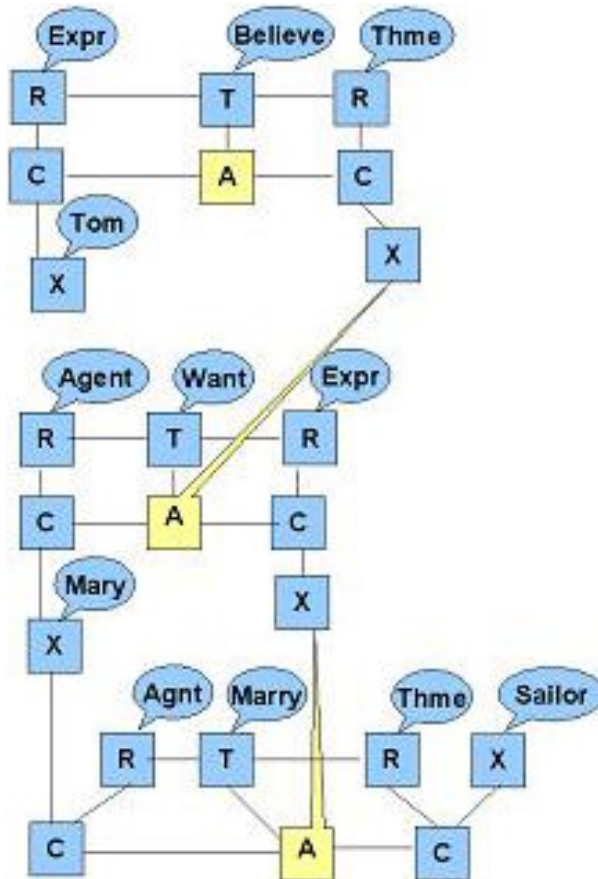 Expr Believe Thme
R T R
C A C
Tom
X X
Agent Want Expr
R T R
C A C
Mary X
X
Agnt Marry Thme Sailor
R T R X
C A C